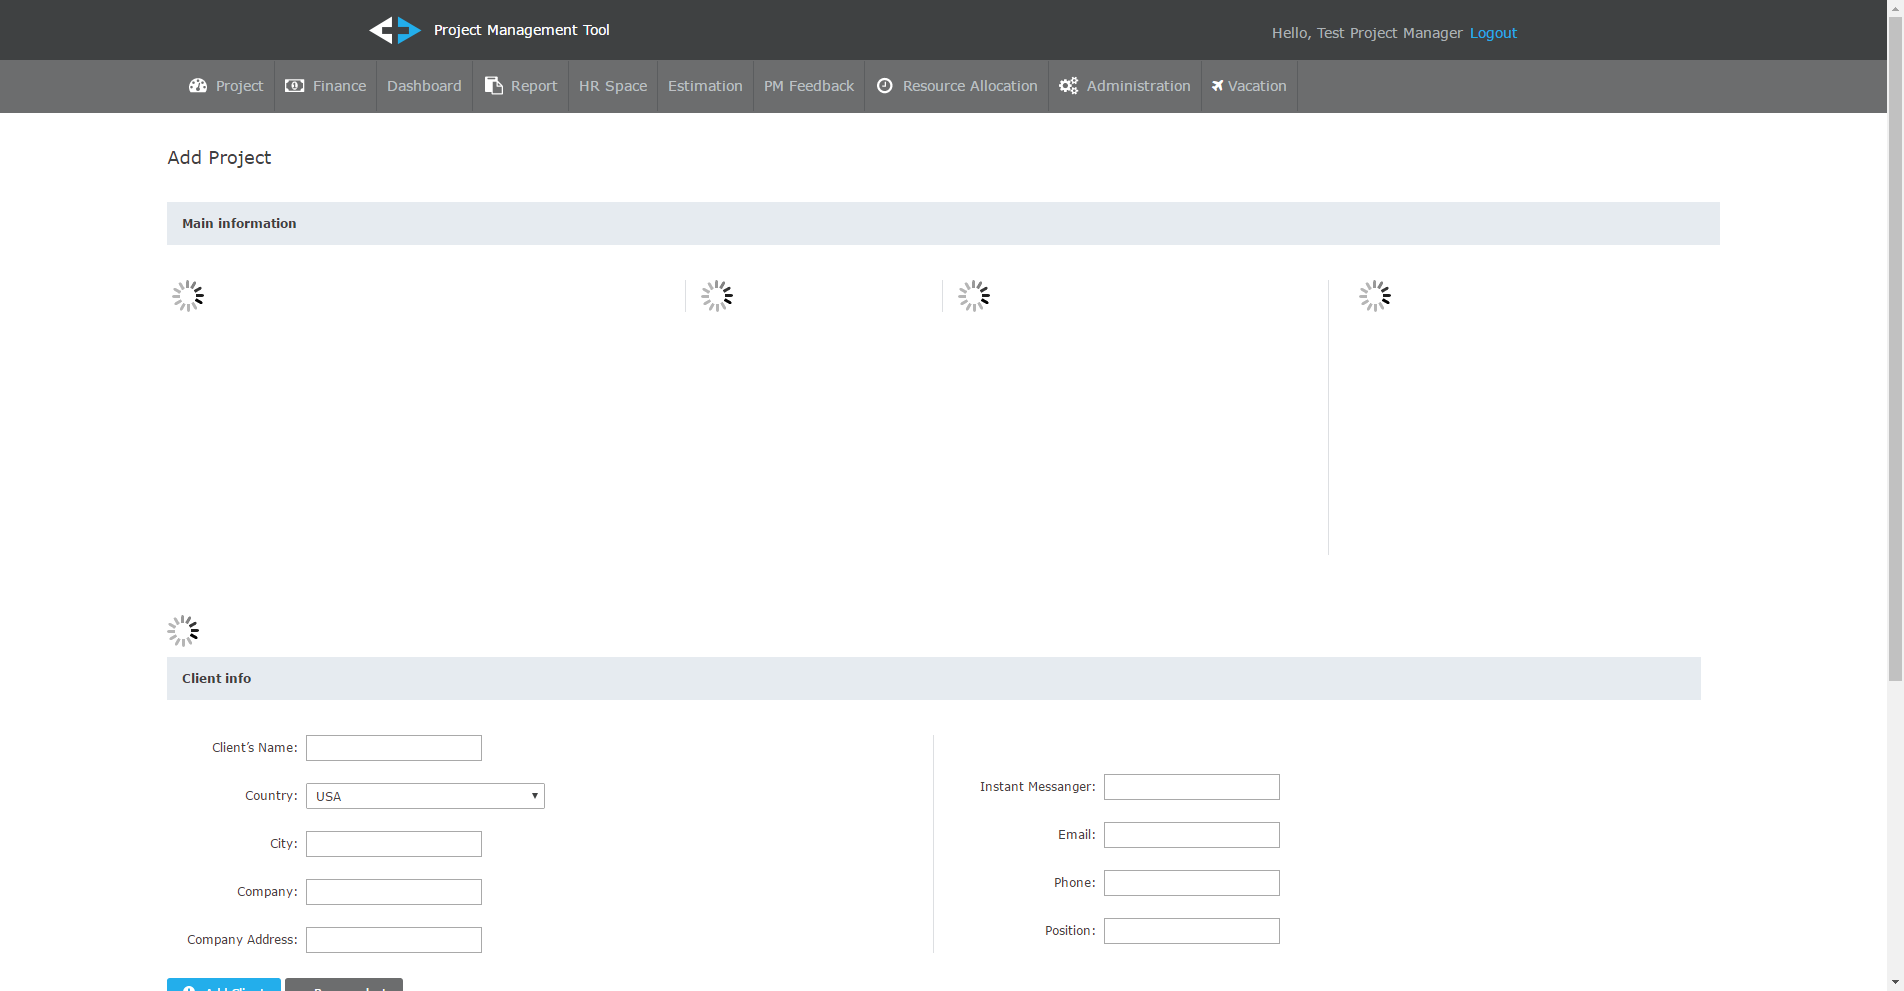 Project Management Tool
Hello, Test Project Manager Logout
Project Finance Dashboard Report HR Space Estimation PM Feedback Resource Allocation Administration Vacation
Add Project
Main information
Client info
Client's Name:
Country: USA
City:
Company:
Company Address:
Instant Messanger:
Email:
Phone:
Position:
Add Client